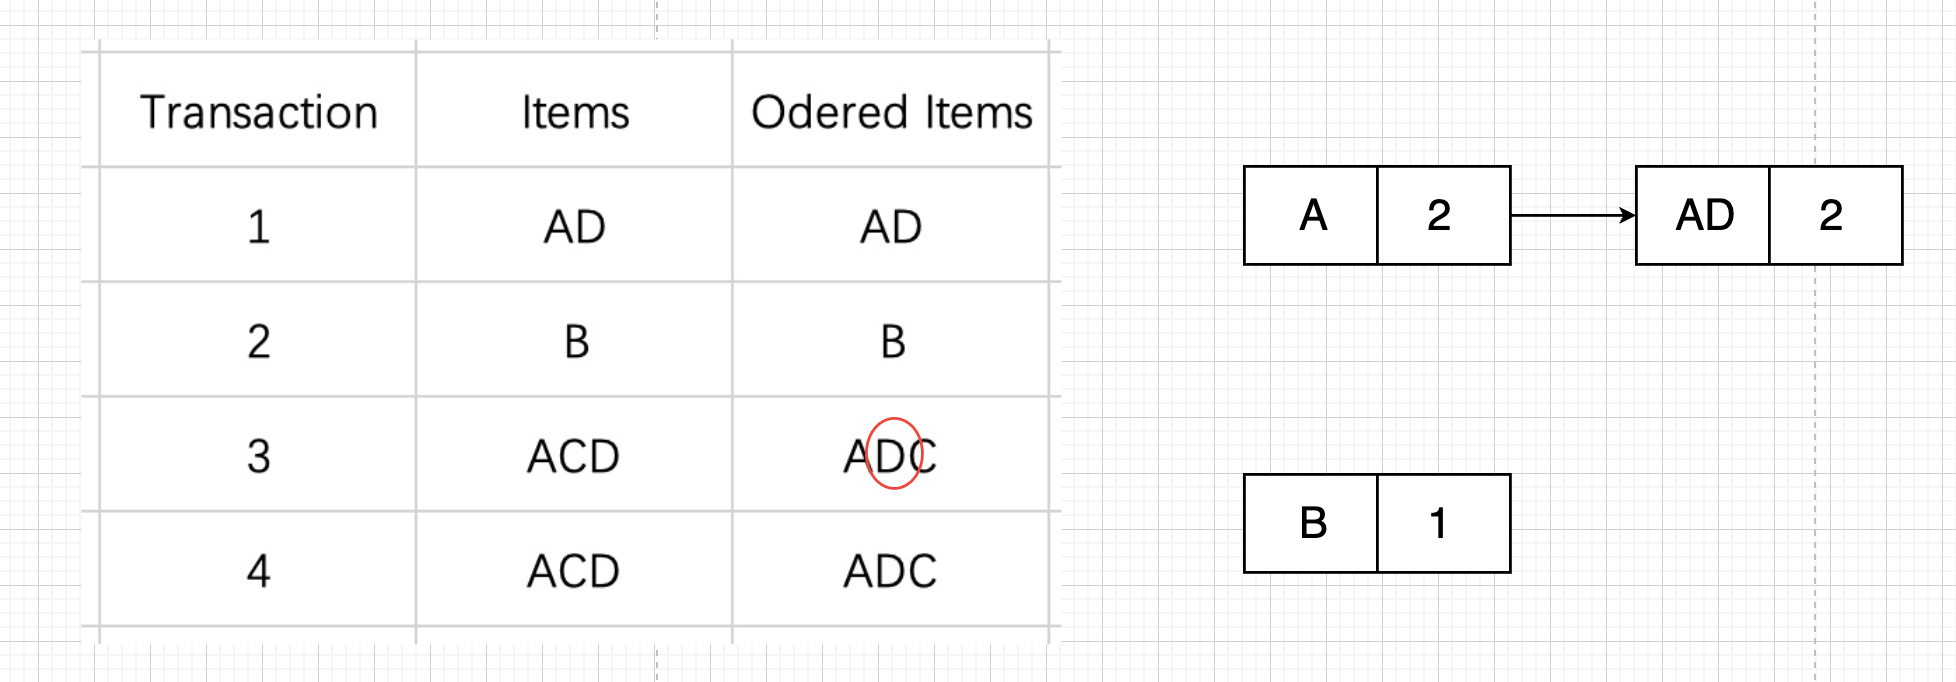 Transaction Items Odered Items
1 AD AD
A 2 AD 2
2 B B
3 ACD ADC
B 1
4 ACD ADC